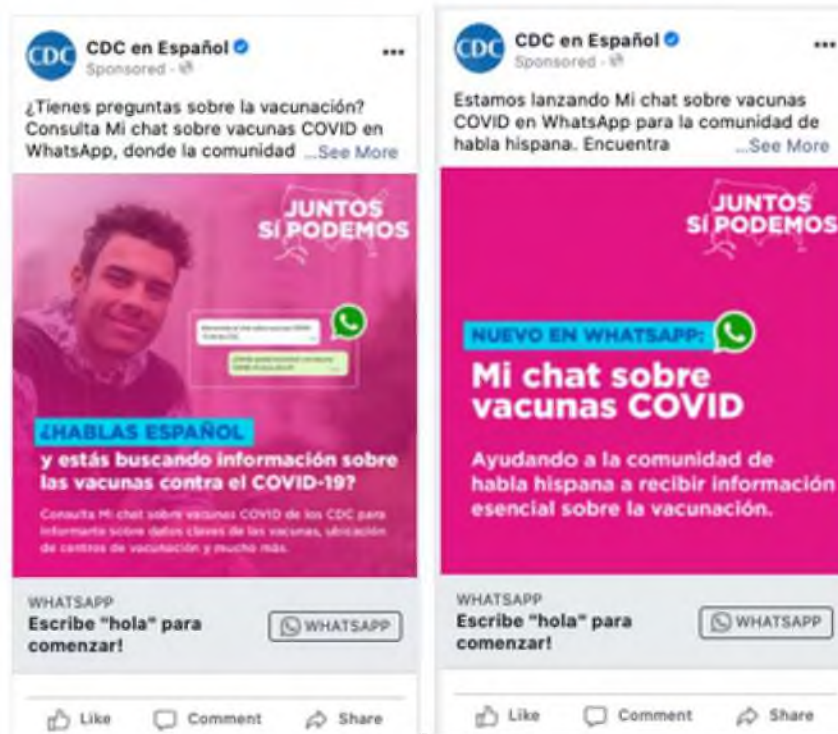 CDC
CDC en Español
Sponsored
¿Tienes preguntas sobre la vacunación?
Consulta Mi chat sobre vacunas COVID en
WhatsApp, donde la comunidad ...See More
JUNTOS
SÍ PODEMOS
¿HABLAS ESPAÑOL
y estás buscando información sobre
las vacunas contra el COVID-19?
Consulta Mi chat sobre vacunas COVID de los CDC para
informarte sobre datos claves de las vacunas, ubicación
de centros de vacunación y mucho más.
WHATSAPP
Escribe "hola" para
comenzar!
WHATSAPP
Like Comment Share
CDC
CDC en Español
Sponsored
Estamos lanzando Mi chat sobre vacunas
COVID en WhatsApp para la comunidad de
habla hispana. Encuentra ...See More
JUNTOS
SÍ PODEMOS
NUEVO EN WHATSAPP:
Mi chat sobre
vacunas COVID
Ayudando a la comunidad de
habla hispana a recibir información
esencial sobre la vacunación.
WHATSAPP
Escribe "hola" para
comenzar!
WHATSAPP
Like Comment Share